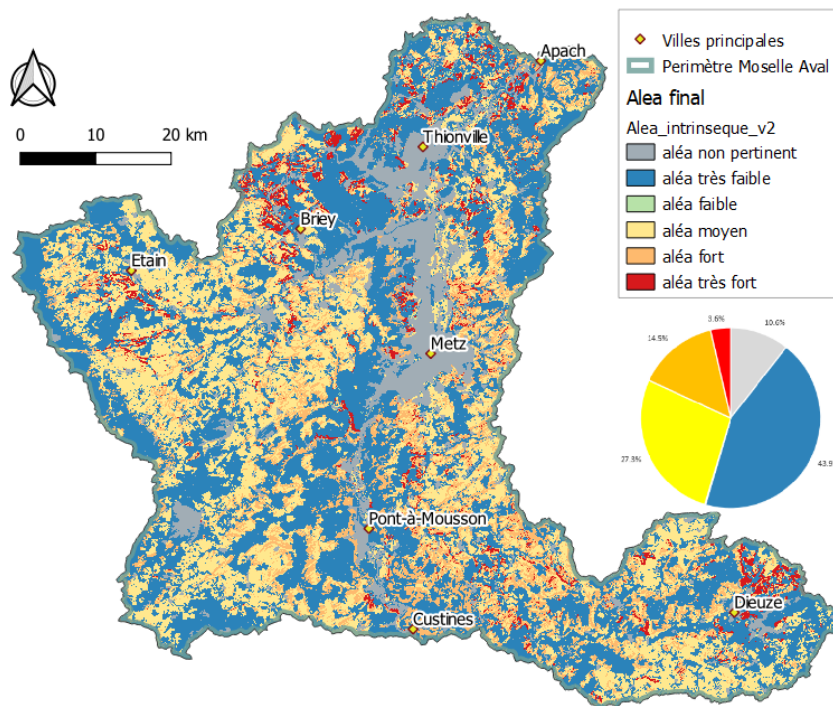 Apach
Thionville
Briey
Etain
Metz
Pont-à-Mousson
Custines
Dieuze
0 10 20 km
Villes principales
Perimètre Moselle Aval
Alea final
Alea_intrinseque_v2
aléa non pertinent
aléa très faible
aléa faible
aléa moyen
aléa fort
aléa très fort
3.6%
10.6%
14.5%
27.3%
43.9